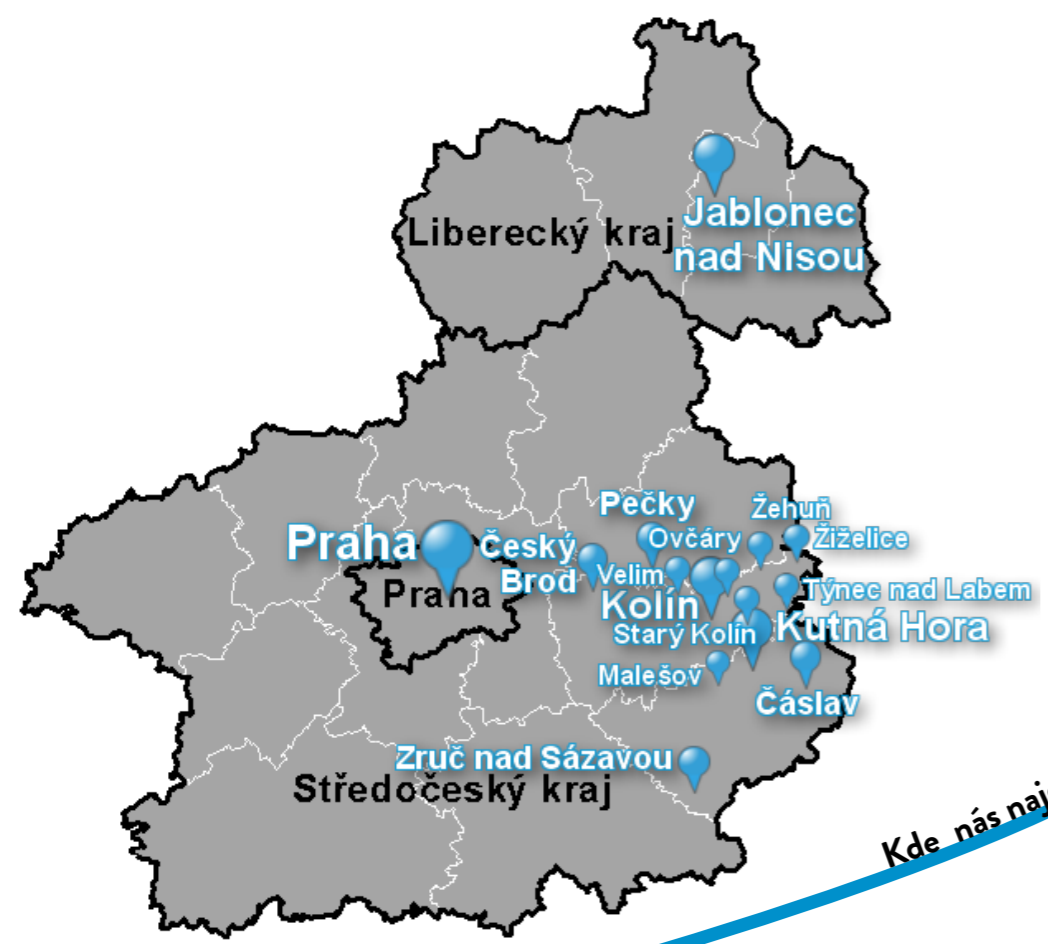 Jablonec
nad Nisou
Liberecký kraj
Pečky
Žehuň
Ovčáry
Žiželice
Praha
Český
Brod
Velim
Praha
Kolín
Týnec nad Labem
Starý Kolín
Kutná Hora
Malešov
Čáslav
Zruč nad Sázavou
Středočeský kraj
Kde nás naj